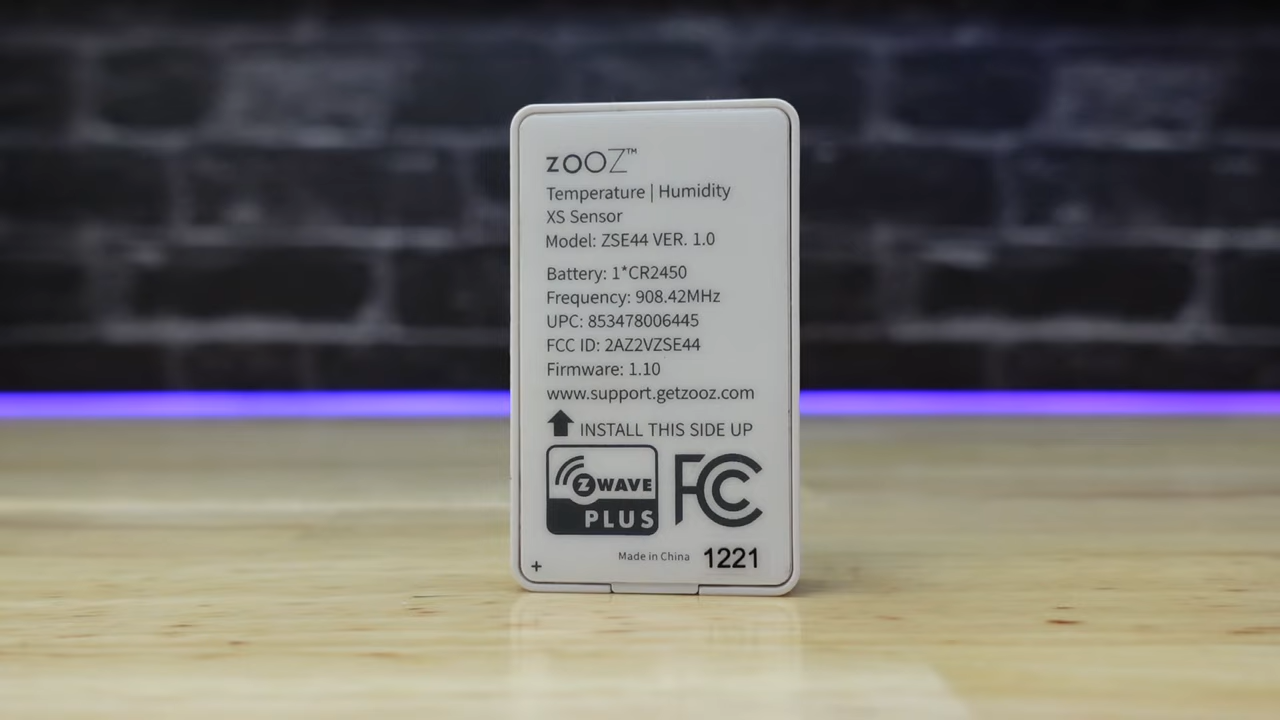 zooZ™
Temperature | Humidity
XS Sensor
Model: ZSE44 VER. 1.0
Battery: 1*CR2450
Frequency: 908.42MHz
UPC: 853478006445
FCC ID: 2AZ2VZSE44
Firmware: 1.10
www.support.getzooz.com
INSTALL THIS SIDE UP
Z WAVE
PLUS
FC
Made in China 1221
+